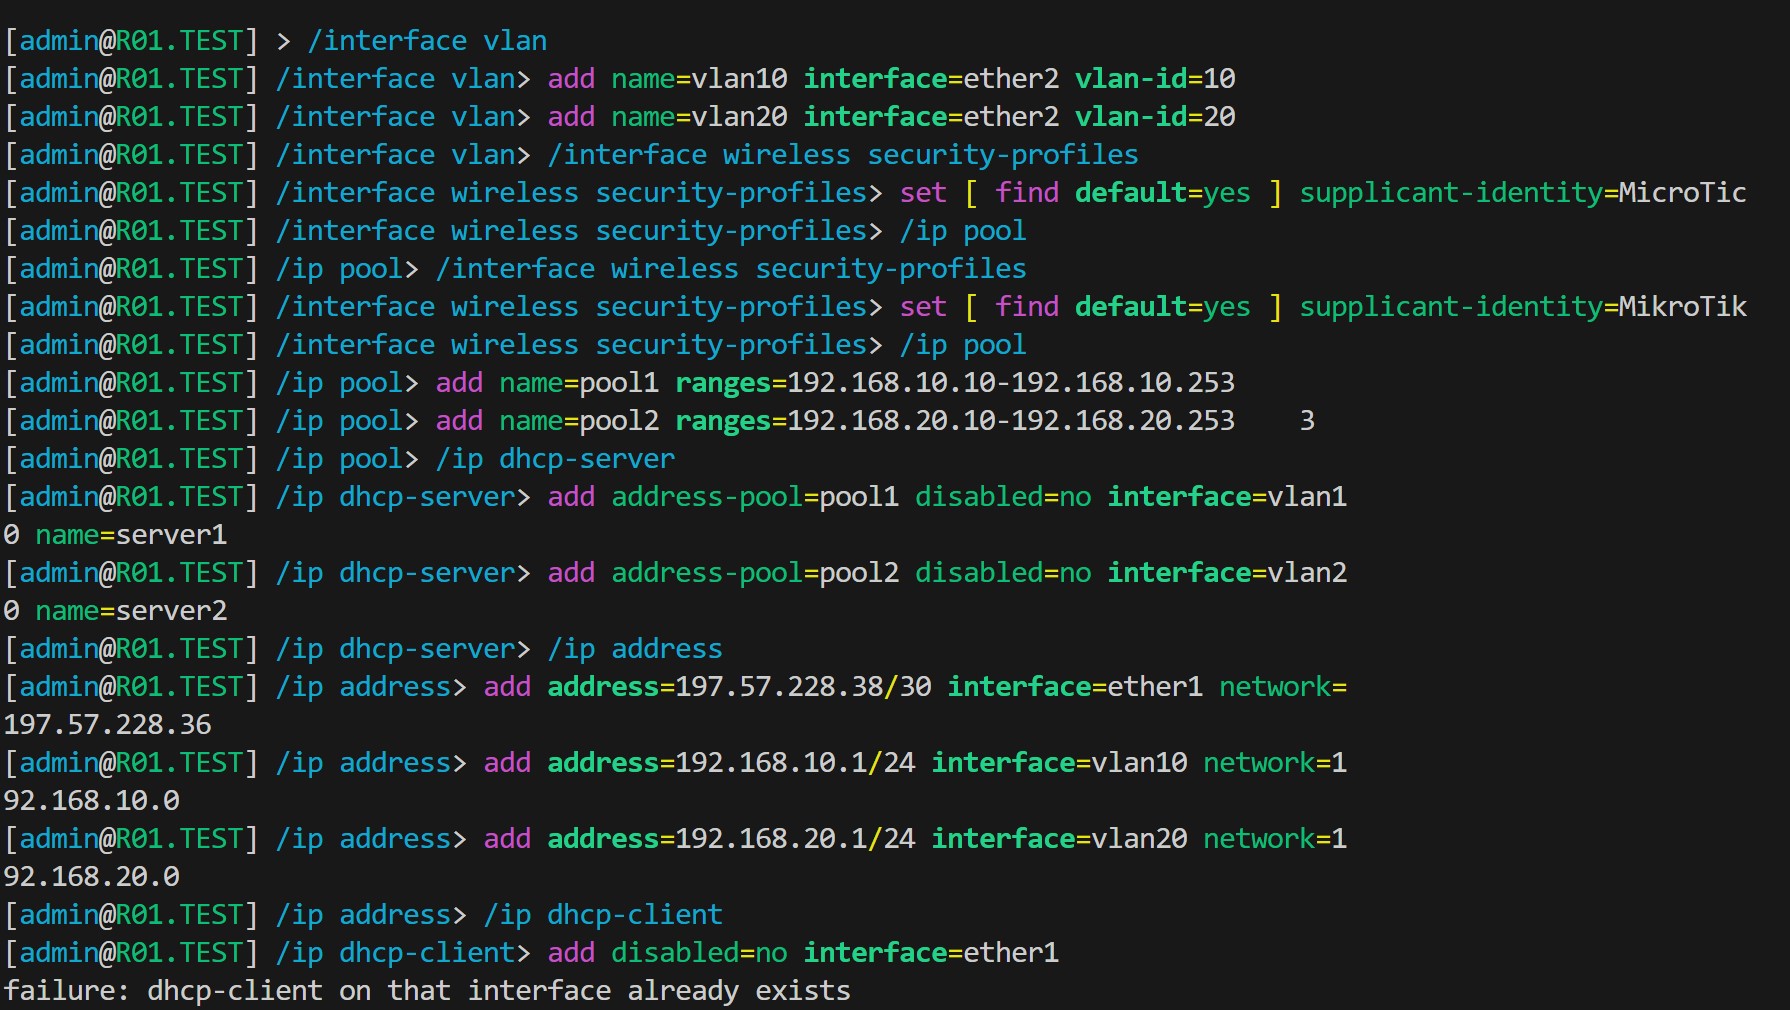 [admin@R01.TEST] > /interface vlan
[admin@R01.TEST] /interface vlan> add name=vlan10 interface=ether2 vlan-id=10
[admin@R01.TEST] /interface vlan> add name=vlan20 interface=ether2 vlan-id=20
[admin@R01.TEST] /interface vlan> /interface wireless security-profiles
[admin@R01.TEST] /interface wireless security-profiles> set [ find default=yes ] supplicant-identity=MicroTic
[admin@R01.TEST] /interface wireless security-profiles> /ip pool
[admin@R01.TEST] /ip pool> /interface wireless security-profiles
[admin@R01.TEST] /interface wireless security-profiles> set [ find default=yes ] supplicant-identity=MikroTik
[admin@R01.TEST] /interface wireless security-profiles> /ip pool
[admin@R01.TEST] /ip pool> add name=pool1 ranges=192.168.10.10-192.168.10.253
[admin@R01.TEST] /ip pool> add name=pool2 ranges=192.168.20.10-192.168.20.253    3
[admin@R01.TEST] /ip pool> /ip dhcp-server
[admin@R01.TEST] /ip dhcp-server> add address-pool=pool1 disabled=no interface=vlan1
0 name=server1
[admin@R01.TEST] /ip dhcp-server> add address-pool=pool2 disabled=no interface=vlan2
0 name=server2
[admin@R01.TEST] /ip dhcp-server> /ip address
[admin@R01.TEST] /ip address> add address=197.57.228.38/30 interface=ether1 network=
197.57.228.36
[admin@R01.TEST] /ip address> add address=192.168.10.1/24 interface=vlan10 network=1
92.168.10.0
[admin@R01.TEST] /ip address> add address=192.168.20.1/24 interface=vlan20 network=1
92.168.20.0
[admin@R01.TEST] /ip address> /ip dhcp-client
[admin@R01.TEST] /ip dhcp-client> add disabled=no interface=ether1
failure: dhcp-client on that interface already exists